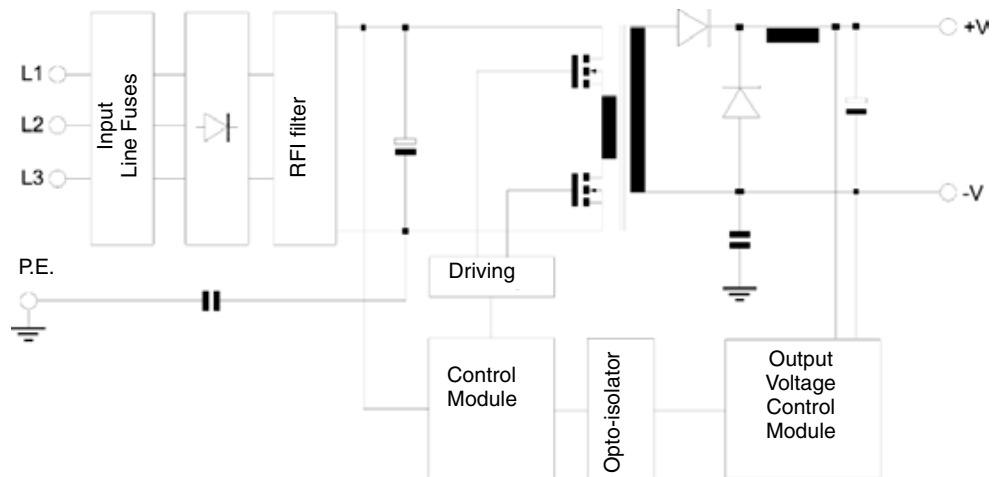 L1
L2
L3
Input
Line Fuses
RFI filter
+V
-V
P.E.
Driving
Control
Module
Opto-isolator
Output
Voltage
Control
Module